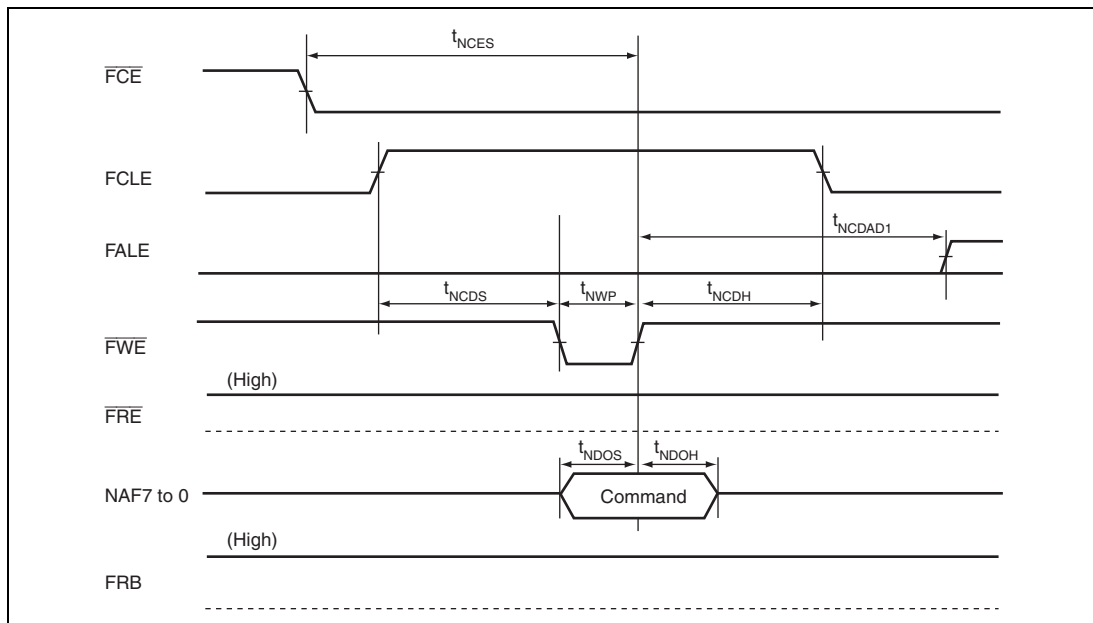 tNCES
FCE
FCLE
tNCDAD1
FALE
tNCDS tNWP tNCDH
FWE
(High)
FRE
tNDOS tNDOH
NAF7 to 0 Command
(High)
FRB